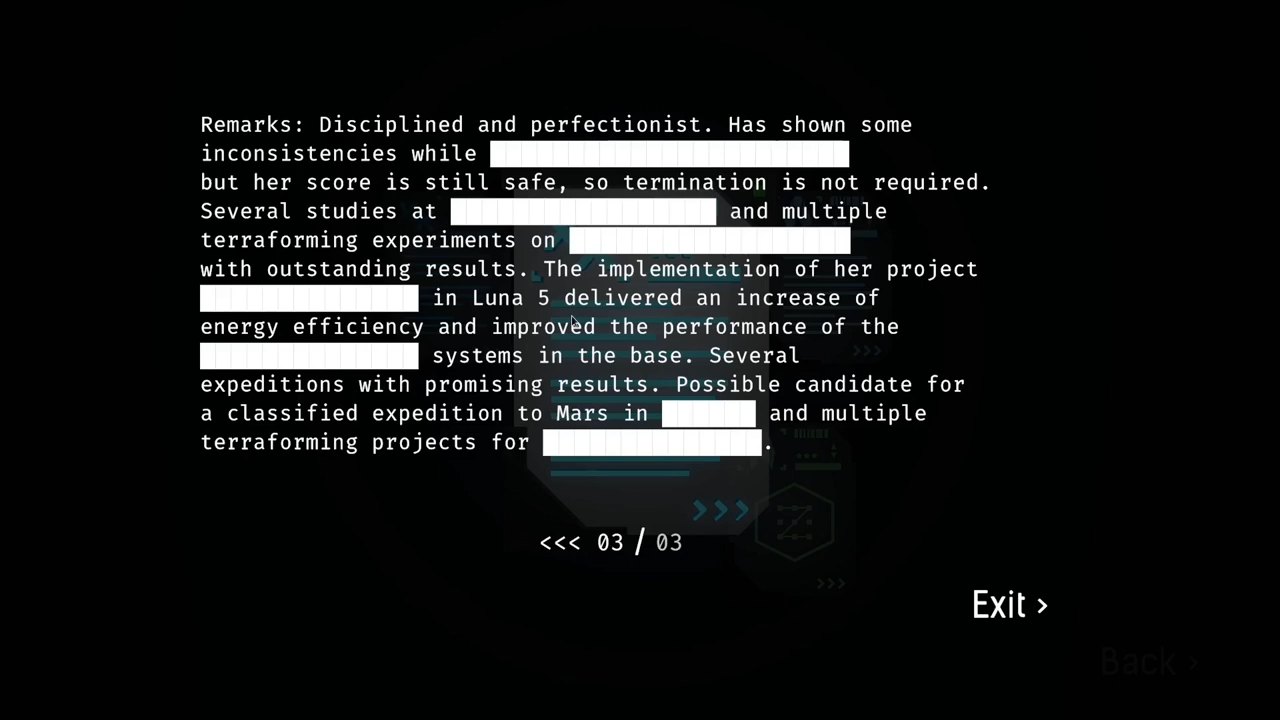 Remarks: Disciplined and perfectionist. Has shown some
inconsistencies while
but her score is still safe, so termination is not required.
Several studies at and multiple
terraforming experiments on
with outstanding results. The implementation of her project
in Luna 5 delivered an increase of
energy efficiency and improved the performance of the
systems in the base. Several
expeditions with promising results. Possible candidate for
a classified expedition to Mars in and multiple
terraforming projects for .
>>>
>>>
<<< 03 / 03
>>>
Exit >
Back >